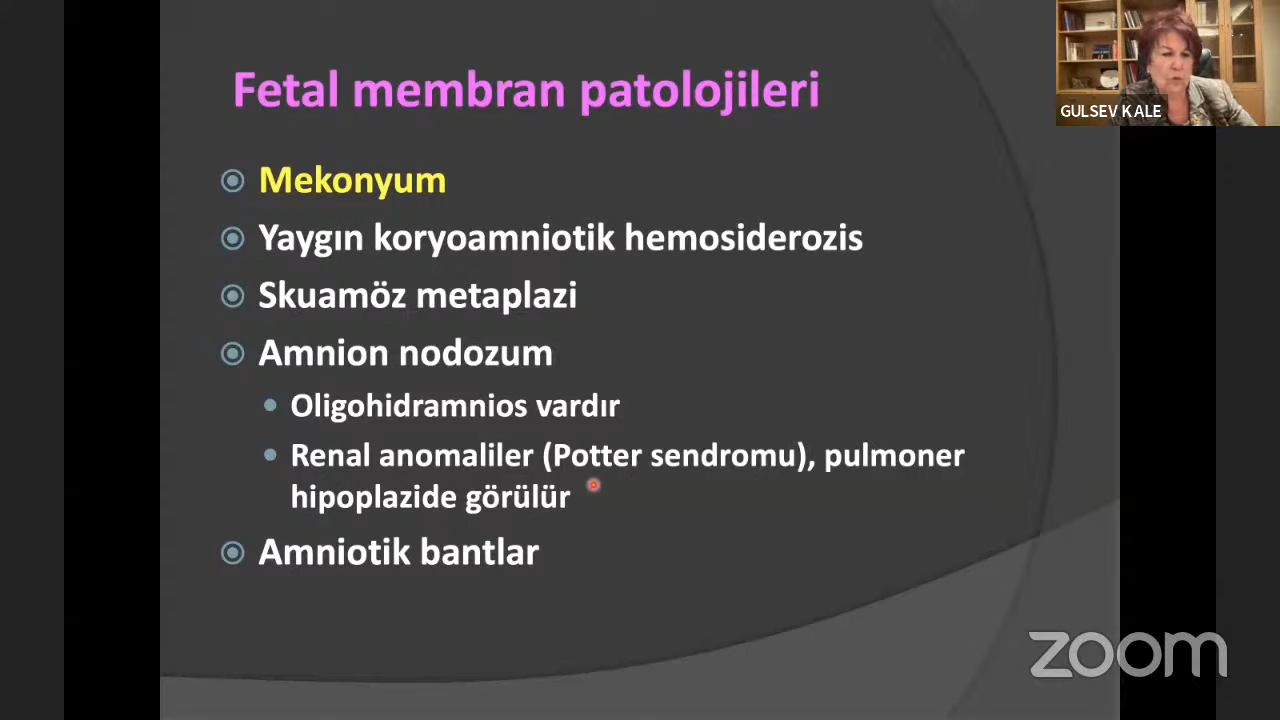 Fetal membran patolojileri
GULSEV KALE
Mekonyum
Yaygın koryoamniotik hemosiderozis
Skuamöz metaplazi
Amnion nodozum
Oligohidramnios vardır
Renal anomaliler (Potter sendromu), pulmoner
hipoplazide görülür
Amniotik bantlar
zoom